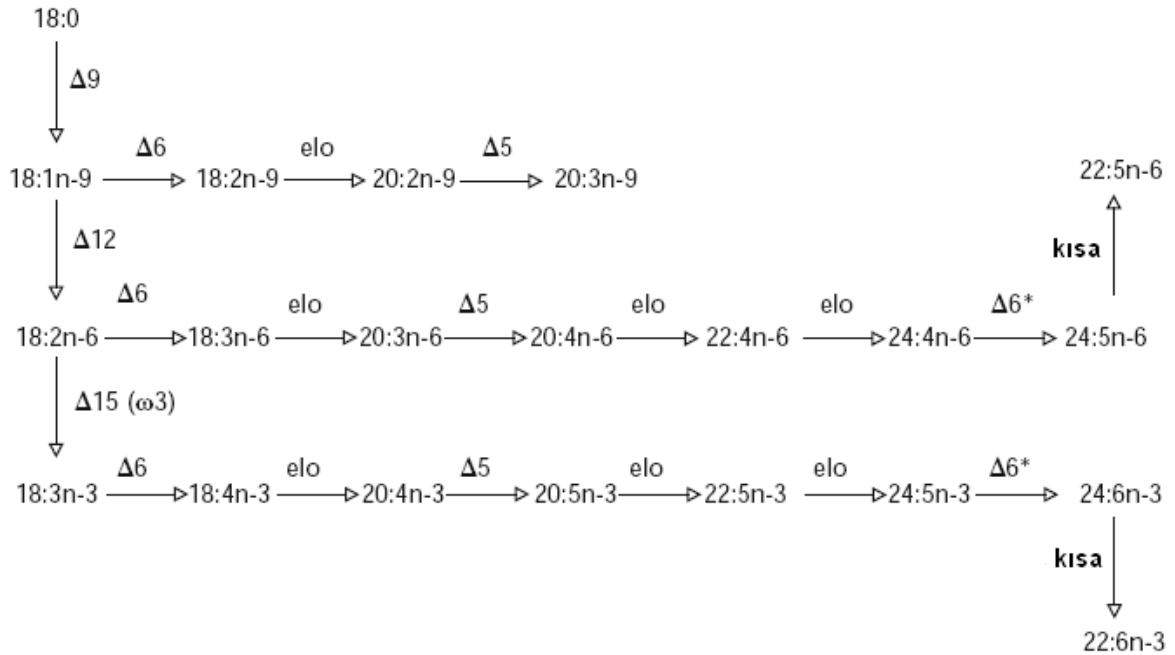 18:0
Δ9
Δ6 elo Δ5
18:1n-9 18:2n-9 20:2n-9 20:3n-9 22:5n-6
Δ12 kısa
Δ6 elo Δ5 elo elo Δ6*
18:2n-6 18:3n-6 20:3n-6 20:4n-6 22:4n-6 24:4n-6 24:5n-6
Δ15 (ω3)
Δ6 elo Δ5 elo elo Δ6*
18:3n-3 18:4n-3 20:4n-3 20:5n-3 22:5n-3 24:5n-3 24:6n-3
kısa
22:6n-3